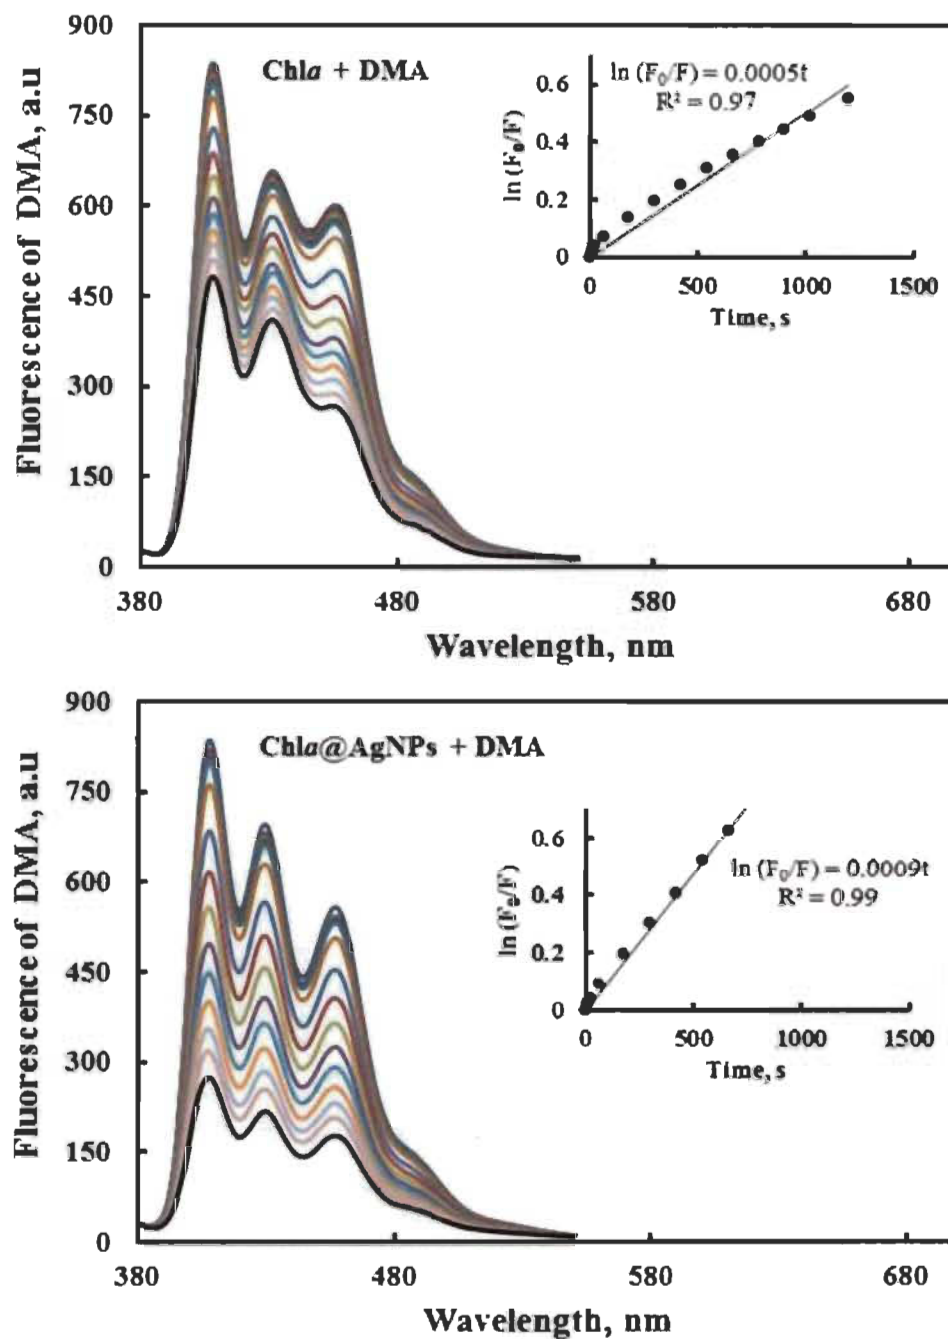 900
750
600
450
300
150
0
Fluorescence of DMA, a.u
Chla + DMA
ln (F₀/F) = 0.0005t
R² = 0.97
0.6
0.4
0.2
0
ln (F₀/F)
0 500 1000 1500
Time, s
380 480 580 680
Wavelength, nm
900
750
600
450
300
150
0
Fluorescence of DMA, a.u
Chla@AgNPs + DMA
0.6
0.4
0.2
0
ln (F₀/F)
ln (F₀/F) = 0.0009t
R² = 0.99
0 500 1000 1500
Time, s
380 480 580 680
Wavelength, nm